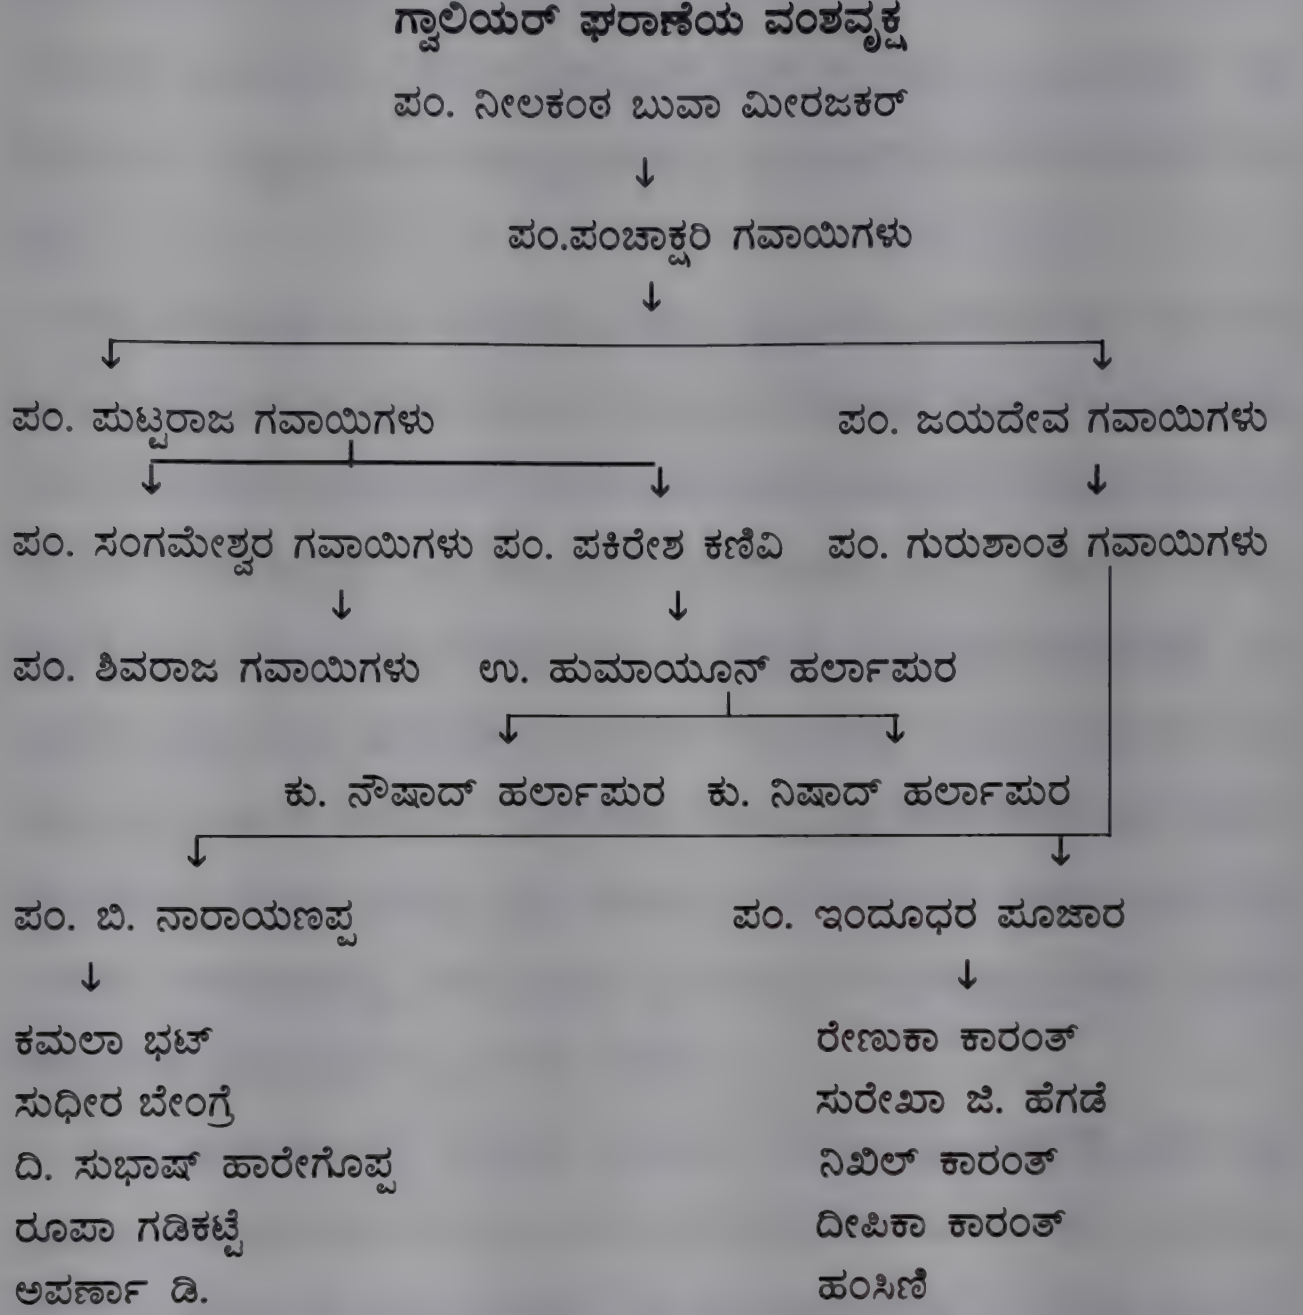 ಗ್ವಾಲಿಯರ್ ಘರಾಣೆಯ ವಂಶವೃಕ್ಷ
ಪಂ. ನೀಲಕಂಠ ಬುವಾ ಮೀರಜಕರ್
ಪಂ.ಪಂಚಾಕ್ಷರಿ ಗವಾಯಿಗಳು
ಪಂ. ಪುಟ್ಟರಾಜ ಗವಾಯಿಗಳು ಪಂ. ಜಯದೇವ ಗವಾಯಿಗಳು
ಪಂ. ಸಂಗಮೇಶ್ವರ ಗವಾಯಿಗಳು ಪಂ. ಪಕಿರೇಶ ಕಣಿವಿ ಪಂ. ಗುರುಶಾಂತ ಗವಾಯಿಗಳು
ಪಂ. ಶಿವರಾಜ ಗವಾಯಿಗಳು ಉ. ಹುಮಾಯೂನ್ ಹರ್ಲಾಪುರ
ಕು. ನೌಷಾದ್ ಹರ್ಲಾಪುರ ಕು. ನಿಷಾದ್ ಹರ್ಲಾಪುರ
ಪಂ. ಬಿ. ನಾರಾಯಣಪ್ಪ ಪಂ. ಇಂದೂಧರ ಪೂಜಾರ
ಕಮಲಾ ಭಟ್ ರೇಣುಕಾ ಕಾರಂತ್
ಸುಧೀರ ಬೇಂಗ್ರೆ ಸುರೇಖಾ ಜಿ. ಹೆಗಡೆ
ದಿ. ಸುಭಾಷ್ ಹಾರೇಗೊಪ್ಪ ನಿಖಿಲ್ ಕಾರಂತ್
ರೂಪಾ ಗಡಿಕಟ್ಟೆ ದೀಪಿಕಾ ಕಾರಂತ್
ಅಪರ್ಣಾ ಡಿ. ಹಂಸಿಣಿ